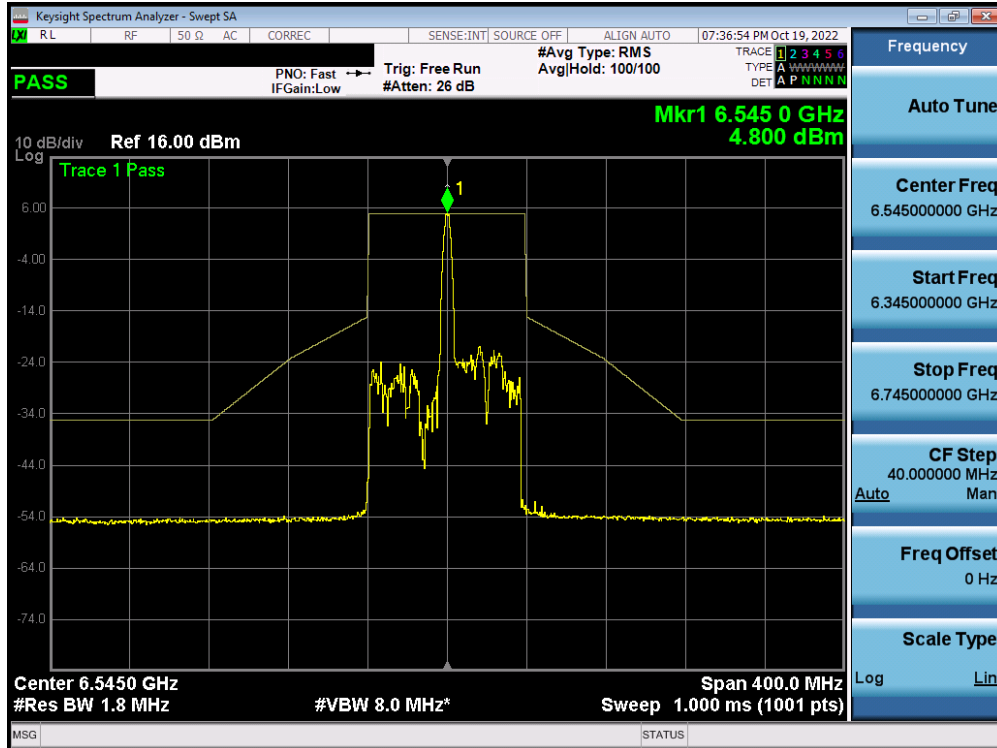 Keysight Spectrum Analyzer - Swept SA
LXI RL RF 50 Ω AC CORREC SENSE:INT SOURCE OFF ALIGN AUTO 07:36:54 PM Oct 19, 2022
PASS
PNO: Fast
IFGain:Low
Trig: Free Run
#Atten: 26 dB
#Avg Type: RMS
Avg|Hold: 100/100
TRACE 1 2 3 4 5 6
TYPE A WWWWW
DET A P N N N N
Mkr1 6.545 0 GHz
4.800 dBm
10 dB/div Ref 16.00 dBm
Log
Trace 1 Pass
1
6.00
-4.00
-14.0
-24.0
-34.0
-44.0
-54.0
-64.0
-74.0
Center 6.5450 GHz Span 400.0 MHz
#Res BW 1.8 MHz #VBW 8.0 MHz* Sweep 1.000 ms (1001 pts)
MSG STATUS
Frequency
Auto Tune
Center Freq
6.545000000 GHz
Start Freq
6.345000000 GHz
Stop Freq
6.745000000 GHz
CF Step
40.000000 MHz
Auto Man
Freq Offset
0 Hz
Scale Type
Log Lin